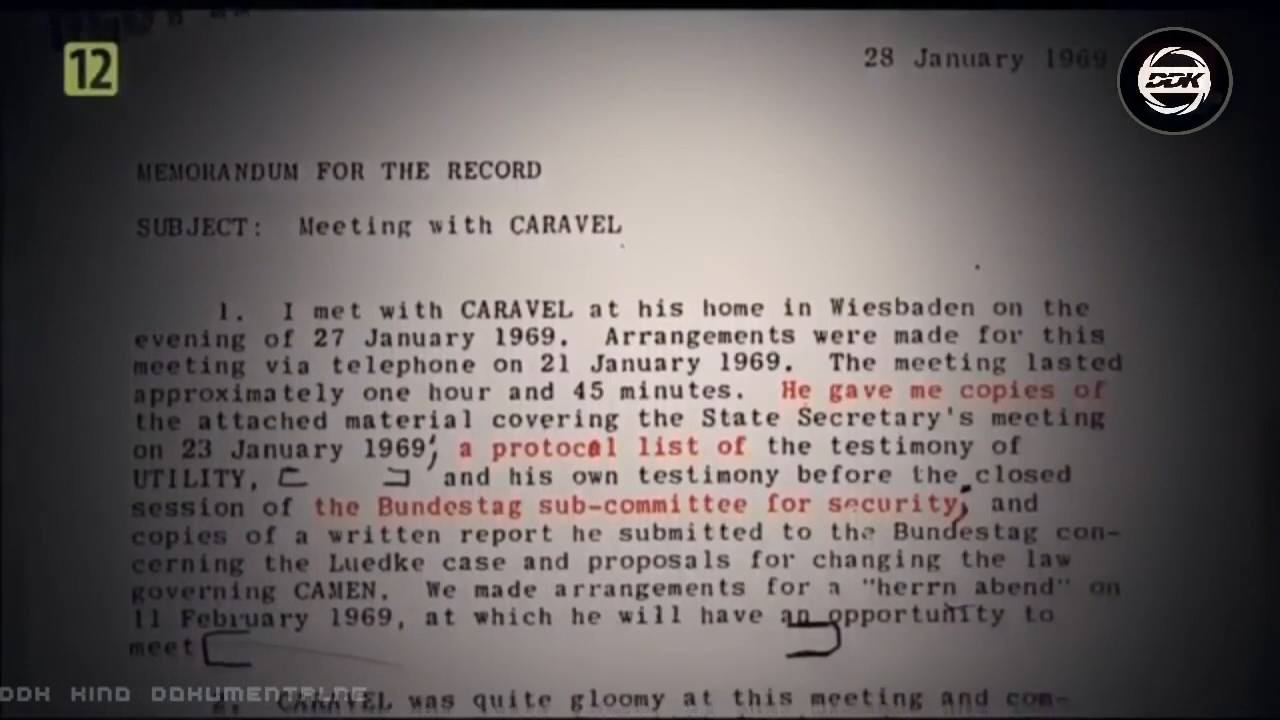 12
28 January 1969
DDK
MEMORANDUM FOR THE RECORD
SUBJECT: Meeting with CARAVEL
1. I met with CARAVEL at his home in Wiesbaden on the
evening of 27 January 1969. Arrangements were made for this
meeting via telephone on 21 January 1969. The meeting lasted
approximately one hour and 45 minutes. He gave me copies of
the attached material covering the State Secretary's meeting
on 23 January 1969, a protocol list of the testimony of
UTILITY, [ ] and his own testimony before the closed
session of the Bundestag sub-committee for security, and
copies of a written report he submitted to the Bundestag con-
cerning the Luedke case and proposals for changing the law
governing CAMEN. We made arrangements for a "herrn abend" on
11 February 1969, at which he will have an opportunity to
meet [ ]
CARAVEL was quite gloomy at this meeting and com-
DDK KINO DOKUMENTALNE